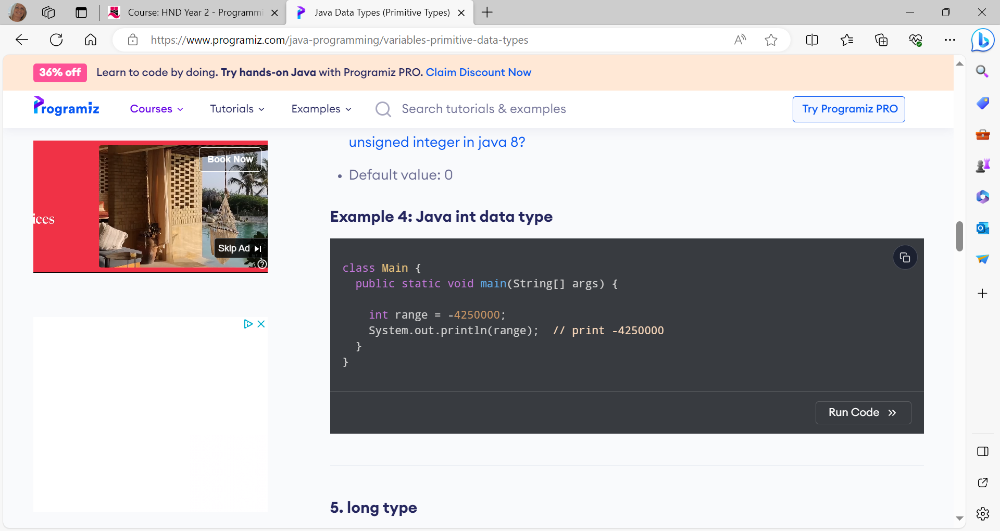 Course: HND Year 2 - Programmi
Java Data Types (Primitive Types)
https://www.programiz.com/java-programming/variables-primitive-data-types
36% off Learn to code by doing. Try hands-on Java with Programiz PRO. Claim Discount Now
Programiz Courses Tutorials Examples Search tutorials & examples Try Programiz PRO
unsigned integer in java 8?
Book Now
• Default value: 0
ices
Skip Ad
Example 4: Java int data type
class Main {
public static void main(String[] args) {
int range = -4250000;
System.out.println(range); // print -4250000
}
}
Run Code »
5. long type